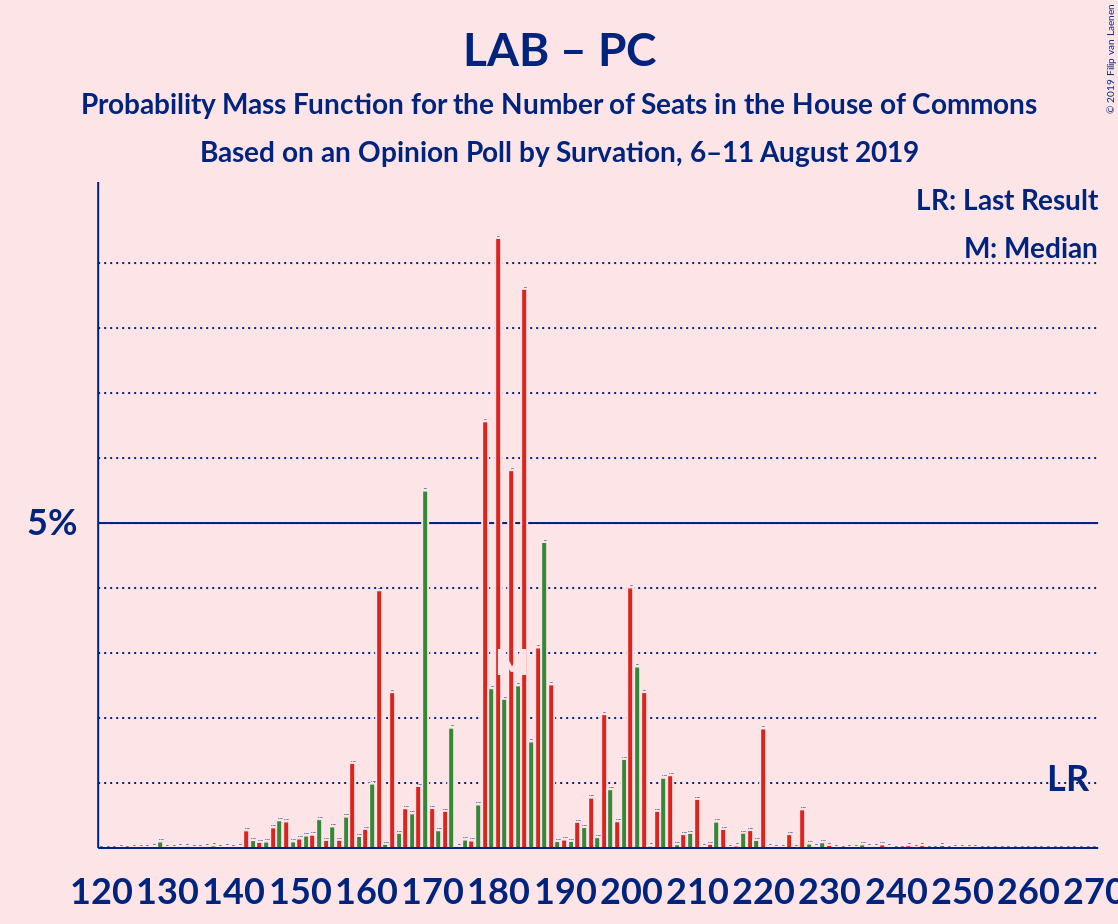 LAB – PC
Probability Mass Function for the Number of Seats in the House of Commons
Based on an Opinion Poll by Survation, 6–11 August 2019
© 2019 Filip van Laenen
LR: Last Result
M: Median
5%
M
LR
120 130 140 150 160 170 180 190 200 210 220 230 240 250 260 270